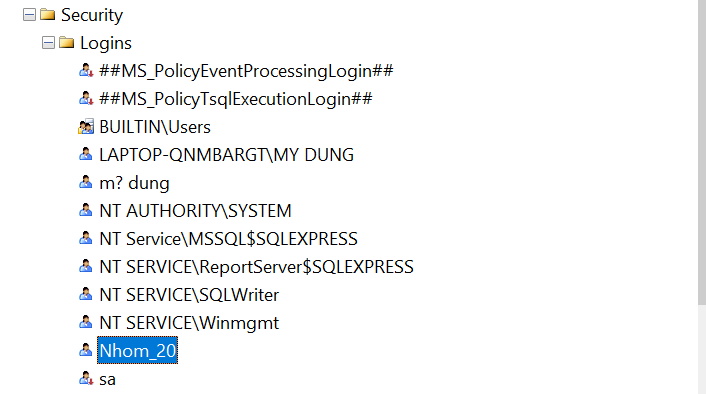 Security
Logins
##MS_PolicyEventProcessingLogin##
##MS_PolicyTsqlExecutionLogin##
BUILTIN\Users
LAPTOP-QNMBARGT\MY DUNG
m? dung
NT AUTHORITY\SYSTEM
NT Service\MSSQL$SQLEXPRESS
NT SERVICE\ReportServer$SQLEXPRESS
NT SERVICE\SQLWriter
NT SERVICE\Winmgmt
Nhom_20
sa